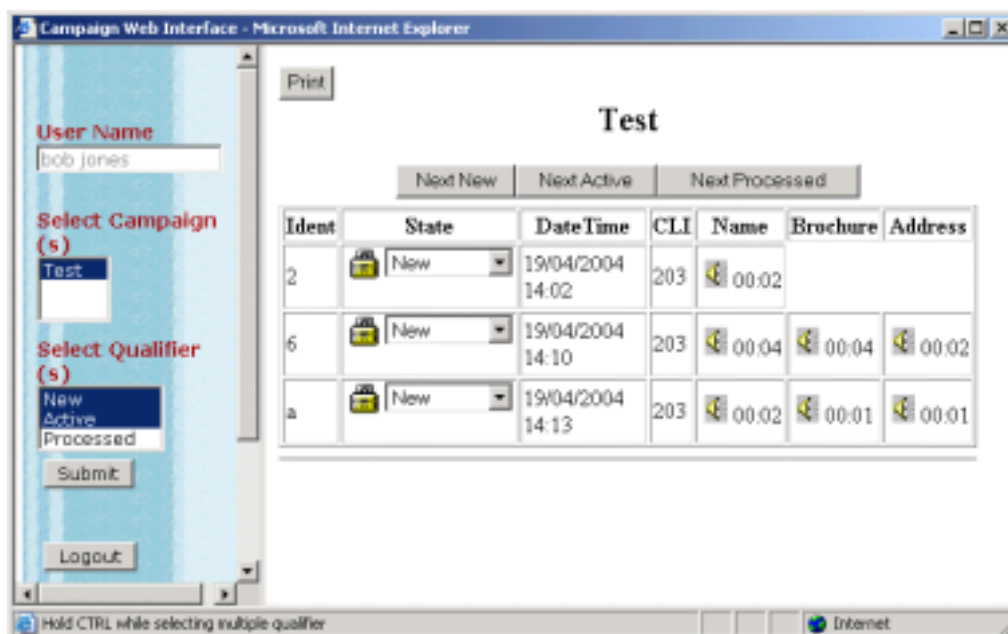 Campaign Web Interface - Microsoft Internet Explorer
User Name
bob jones
Select Campaign
(s)
Test
Select Qualifier
(s)
New
Active
Processed
Submit
Logout
Print
Test
Next New Next Active Next Processed
Ident State DateTime CLI Name Brochure Address
2 New 19/04/2004 14:02 203 00:02
6 New 19/04/2004 14:10 203 00:04 00:04 00:02
a New 19/04/2004 14:13 203 00:02 00:01 00:01
Hold CTRL while selecting multiple qualifier
Internet